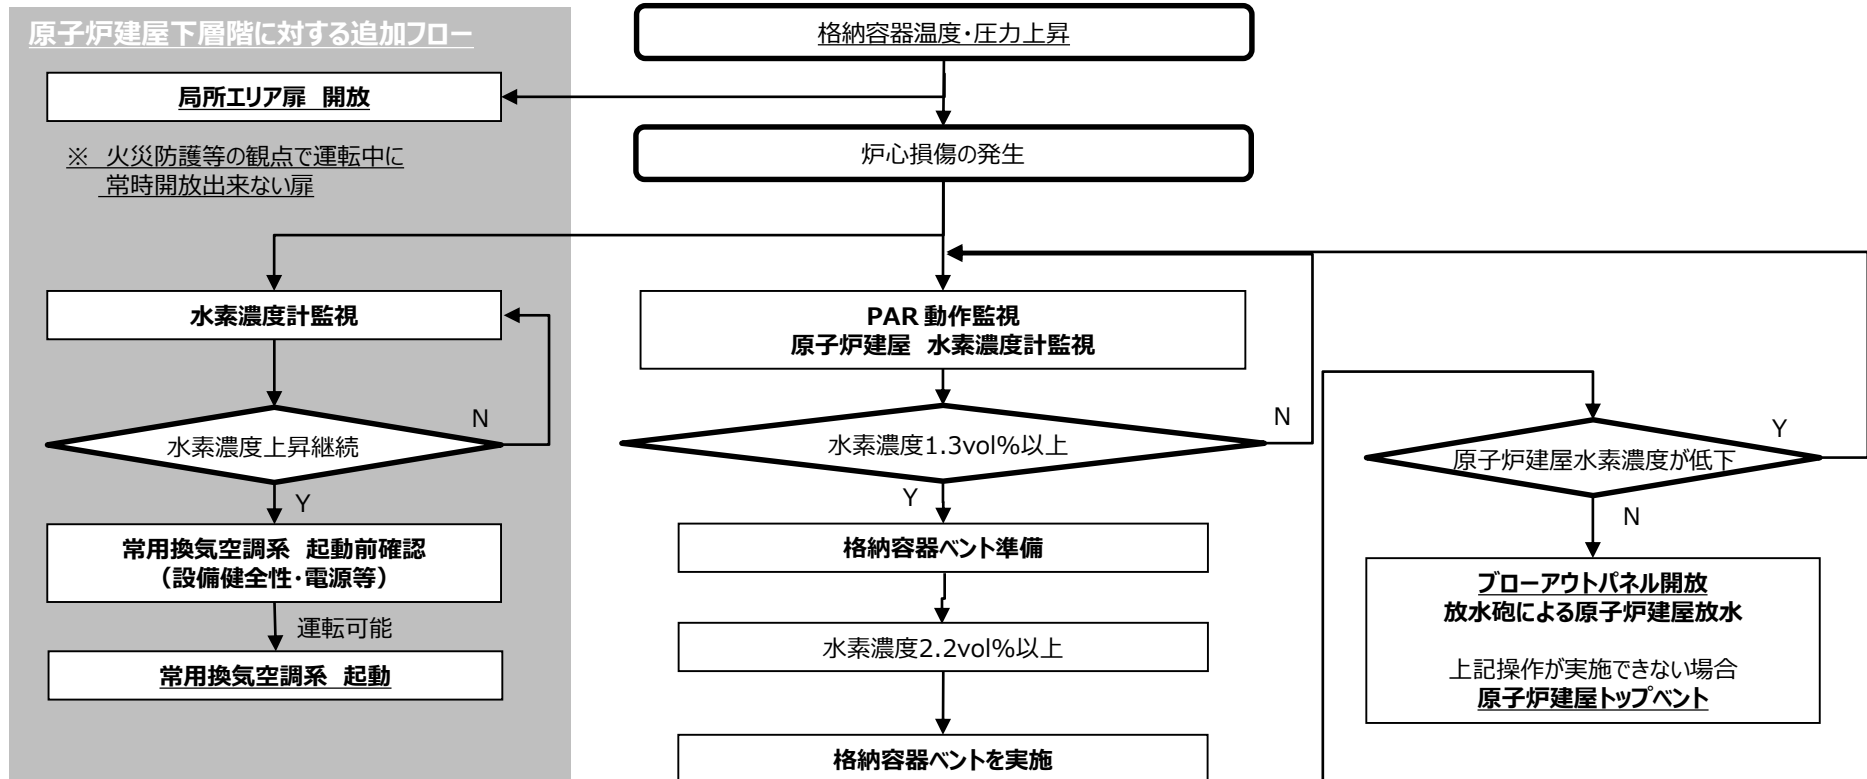 原子炉建屋下層階に対する追加フロー
局所エリア扉 開放
※ 火災防護等の観点で運転中に
常時開放出来ない扉
水素濃度計監視
水素濃度上昇継続
N
Y
常用換気空調系 起動前確認
（設備健全性・電源等）
運転可能
常用換気空調系 起動
格納容器温度・圧力上昇
炉心損傷の発生
PAR 動作監視
原子炉建屋 水素濃度計監視
水素濃度1.3vol%以上
N
Y
格納容器ベント準備
水素濃度2.2vol%以上
格納容器ベントを実施
原子炉建屋水素濃度が低下
Y
N
ブローアウトパネル開放
放水砲による原子炉建屋放水
上記操作が実施できない場合
原子炉建屋トップベント